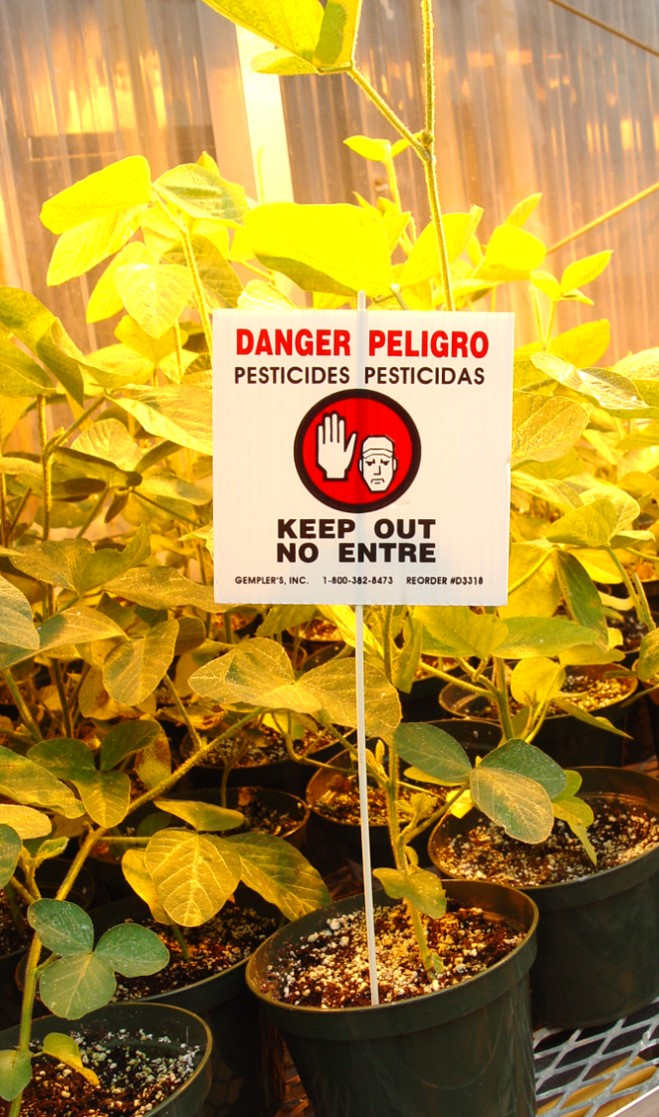 DANGER PELIGRO
PESTICIDES PESTICIDAS
KEEP OUT
NO ENTRE
GEMPLER'S, INC. 1-800-382-8473 REORDER #D3318